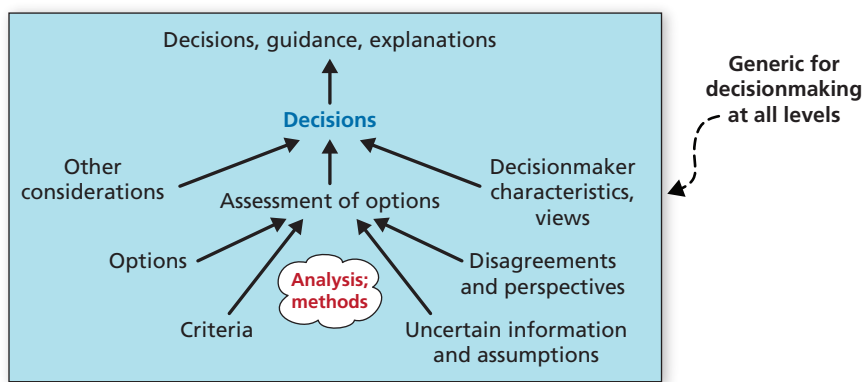 Decisions, guidance, explanations
Generic for
decisionmaking
at all levels
Decisions
Other
considerations
Decisionmaker
characteristics,
views
Assessment of options
Options
Analysis;
methods
Disagreements
and perspectives
Criteria
Uncertain information
and assumptions